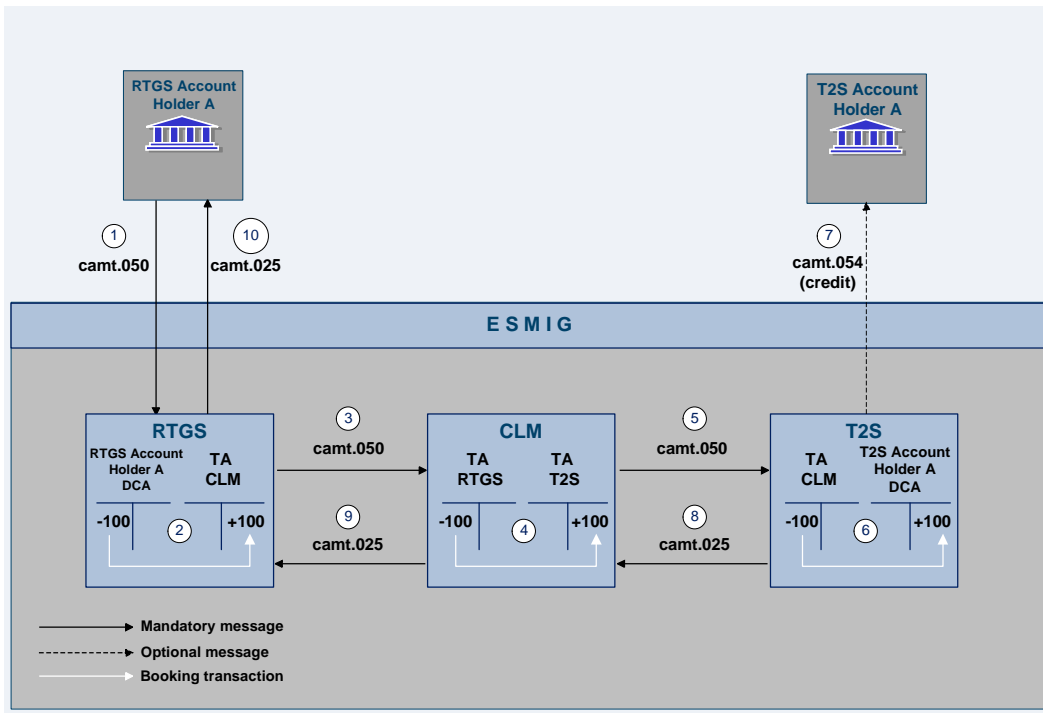 RTGS Account
Holder A
T2S Account
Holder A
1
camt.050
10
camt.025
7
camt.054
(credit)
E S M I G
RTGS
RTGS Account
Holder A
DCA
TA
CLM
-100
2
+100
3
camt.050
9
camt.025
CLM
TA
RTGS
TA
T2S
-100
4
+100
5
camt.050
8
camt.025
T2S
TA
CLM
T2S Account
Holder A
DCA
-100
6
+100
Mandatory message
Optional message
Booking transaction